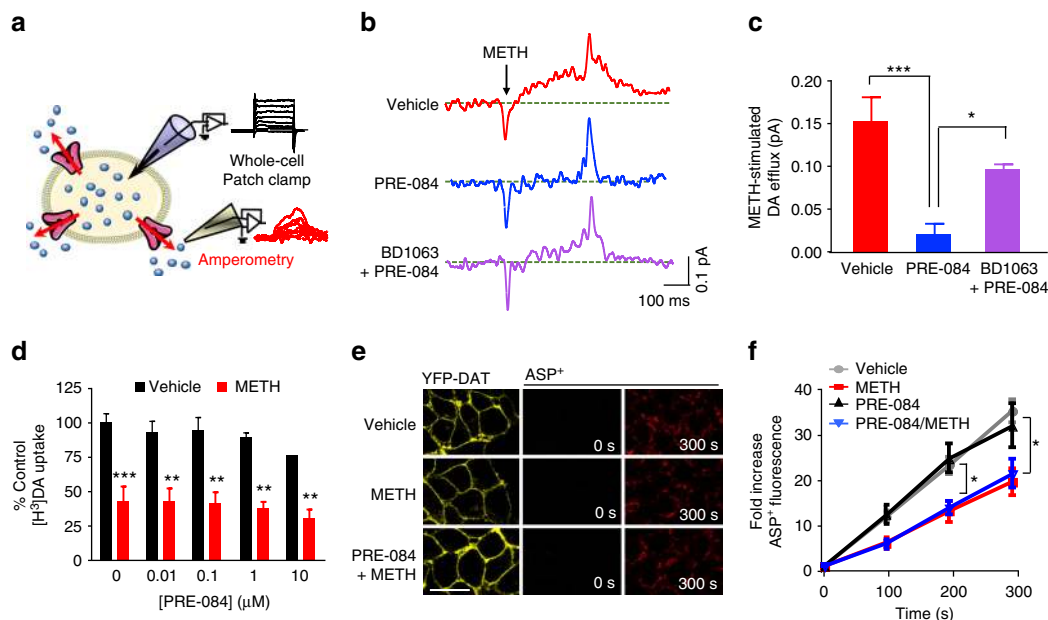 a
Whole-cell
Patch clamp
Amperometry
b
METH
Vehicle
PRE-084
BD1063
+ PRE-084
0.1 pA
100 ms
c
METH-stimulated
DA efflux (pA)
0.20
0.15
0.10
0.05
0.00
***
*
Vehicle
PRE-084
BD1063
+ PRE-084
d
Vehicle
METH
% Control
[H³]DA uptake
125
100
75
50
25
0
***
**
**
**
**
0
0.01
0.1
1
10
[PRE-084] (μM)
e
YFP-DAT
ASP⁺
Vehicle
0 s
300 s
METH
0 s
300 s
PRE-084
+ METH
0 s
300 s
f
Vehicle
METH
PRE-084
PRE-084/METH
Fold increase
ASP⁺ fluorescence
40
30
20
10
0
*
*
0
100
200
300
Time (s)